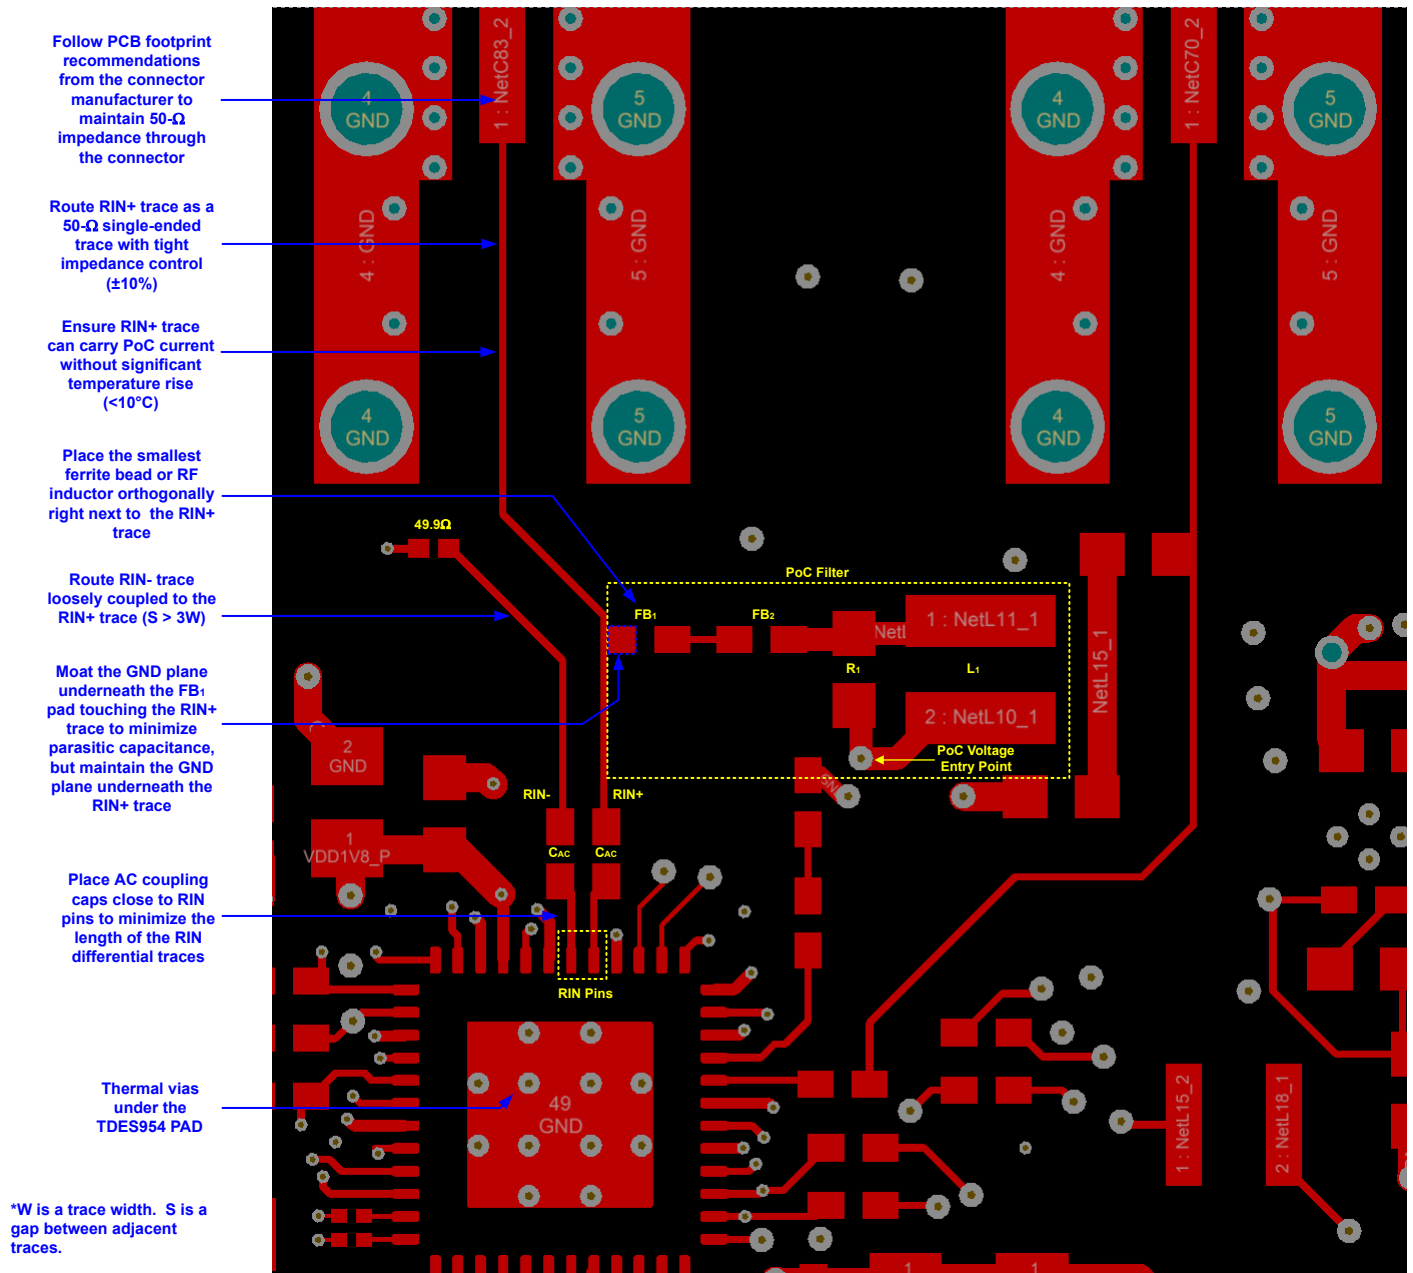 Follow PCB footprint
recommendations
from the connector
manufacturer to
maintain 50-Ω
impedance through
the connector
Route RIN+ trace as a
50-Ω single-ended
trace with tight
impedance control
(±10%)
Ensure RIN+ trace
can carry PoC current
without significant
temperature rise
(<10°C)
Place the smallest
ferrite bead or RF
inductor orthogonally
right next to the RIN+
trace
Route RIN- trace
loosely coupled to the
RIN+ trace (S > 3W)
Moat the GND plane
underneath the FB1
pad touching the RIN+
trace to minimize
parasitic capacitance,
but maintain the GND
plane underneath the
RIN+ trace
Place AC coupling
caps close to RIN
pins to minimize the
length of the RIN
differential traces
Thermal vias
under the
TDES954 PAD
*W is a trace width. S is a
gap between adjacent
traces.
1 : NetC83_2
1 : NetC70_2
4
GND
5
GND
4
GND
5
GND
4 : GND
5 : GND
4 : GND
5 : GND
4
GND
5
GND
4
GND
5
GND
49.9Ω
PoC Filter
FB1
FB2
NetL
1 : NetL11_1
R1
L1
2 : NetL10_1
PoC Voltage
Entry Point
NetL15_1
2
GND
1
VDD1V8_P
RIN-
RIN+
CAC
CAC
RIN Pins
49
GND
1 : NetL15_2
2 : NetL18_1
1
1